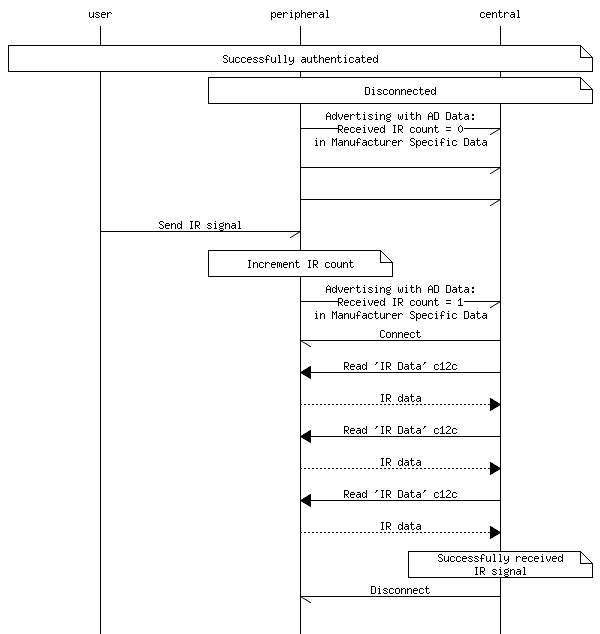 user peripheral central
Successfully authenticated
Disconnected
Advertising with AD Data:
Received IR count = 0
in Manufacturer Specific Data
Send IR signal
Increment IR count
Advertising with AD Data:
Received IR count = 1
in Manufacturer Specific Data
Connect
Read 'IR Data' c12c
IR data
Read 'IR Data' c12c
IR data
Read 'IR Data' c12c
IR data
Successfully received
IR signal
Disconnect